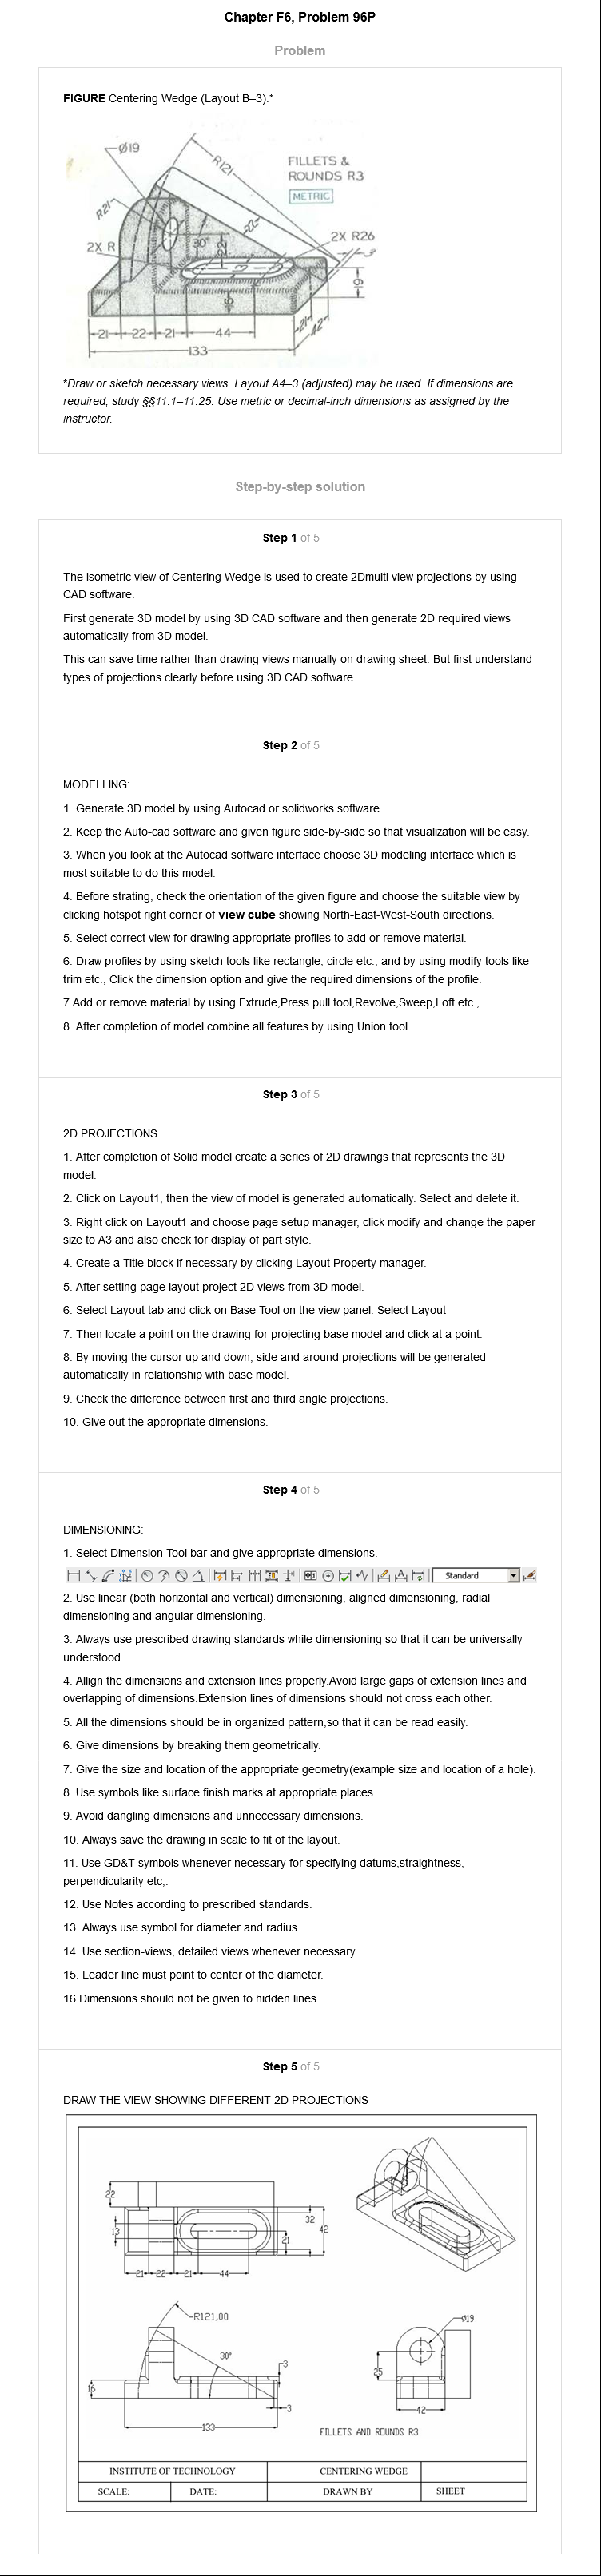 Chapter F6, Problem 96P
Problem
FIGURE Centering Wedge (Layout B–3).*
Ø19
R121
FILLETS &
ROUNDS R3
METRIC
R21
22
2X R
30°
22
2X R26
13
3
16
16
21
22
21
44
21
42
133
*Draw or sketch necessary views. Layout A4–3 (adjusted) may be used. If dimensions are
required, study §§11.1–11.25. Use metric or decimal-inch dimensions as assigned by the
instructor.
Step-by-step solution
Step 1 of 5
The Isometric view of Centering Wedge is used to create 2Dmulti view projections by using
CAD software.
First generate 3D model by using 3D CAD software and then generate 2D required views
automatically from 3D model.
This can save time rather than drawing views manually on drawing sheet. But first understand
types of projections clearly before using 3D CAD software.
Step 2 of 5
MODELLING:
1 .Generate 3D model by using Autocad or solidworks software.
2. Keep the Auto-cad software and given figure side-by-side so that visualization will be easy.
3. When you look at the Autocad software interface choose 3D modeling interface which is
most suitable to do this model.
4. Before strating, check the orientation of the given figure and choose the suitable view by
clicking hotspot right corner of view cube showing North-East-West-South directions.
5. Select correct view for drawing appropriate profiles to add or remove material.
6. Draw profiles by using sketch tools like rectangle, circle etc., and by using modify tools like
trim etc., Click the dimension option and give the required dimensions of the profile.
7.Add or remove material by using Extrude,Press pull tool,Revolve,Sweep,Loft etc.,
8. After completion of model combine all features by using Union tool.
Step 3 of 5
2D PROJECTIONS
1. After completion of Solid model create a series of 2D drawings that represents the 3D
model.
2. Click on Layout1, then the view of model is generated automatically. Select and delete it.
3. Right click on Layout1 and choose page setup manager, click modify and change the paper
size to A3 and also check for display of part style.
4. Create a Title block if necessary by clicking Layout Property manager.
5. After setting page layout project 2D views from 3D model.
6. Select Layout tab and click on Base Tool on the view panel. Select Layout
7. Then locate a point on the drawing for projecting base model and click at a point.
8. By moving the cursor up and down, side and around projections will be generated
automatically in relationship with base model.
9. Check the difference between first and third angle projections.
10. Give out the appropriate dimensions.
Step 4 of 5
DIMENSIONING:
1. Select Dimension Tool bar and give appropriate dimensions.
Standard
2. Use linear (both horizontal and vertical) dimensioning, aligned dimensioning, radial
dimensioning and angular dimensioning.
3. Always use prescribed drawing standards while dimensioning so that it can be universally
understood.
4. Allign the dimensions and extension lines properly.Avoid large gaps of extension lines and
overlapping of dimensions.Extension lines of dimensions should not cross each other.
5. All the dimensions should be in organized pattern,so that it can be read easily.
6. Give dimensions by breaking them geometrically.
7. Give the size and location of the appropriate geometry(example size and location of a hole).
8. Use symbols like surface finish marks at appropriate places.
9. Avoid dangling dimensions and unnecessary dimensions.
10. Always save the drawing in scale to fit of the layout.
11. Use GD&T symbols whenever necessary for specifying datums,straightness,
perpendicularity etc,.
12. Use Notes according to prescribed standards.
13. Always use symbol for diameter and radius.
14. Use section-views, detailed views whenever necessary.
15. Leader line must point to center of the diameter.
16.Dimensions should not be given to hidden lines.
Step 5 of 5
DRAW THE VIEW SHOWING DIFFERENT 2D PROJECTIONS
22
13
32
42
21
21
22
21
44
R121,00
30°
3
16
3
133
Ø19
25
42
FILLETS AND ROUNDS R3
INSTITUTE OF TECHNOLOGY CENTERING WEDGE
SCALE: DATE: DRAWN BY SHEET